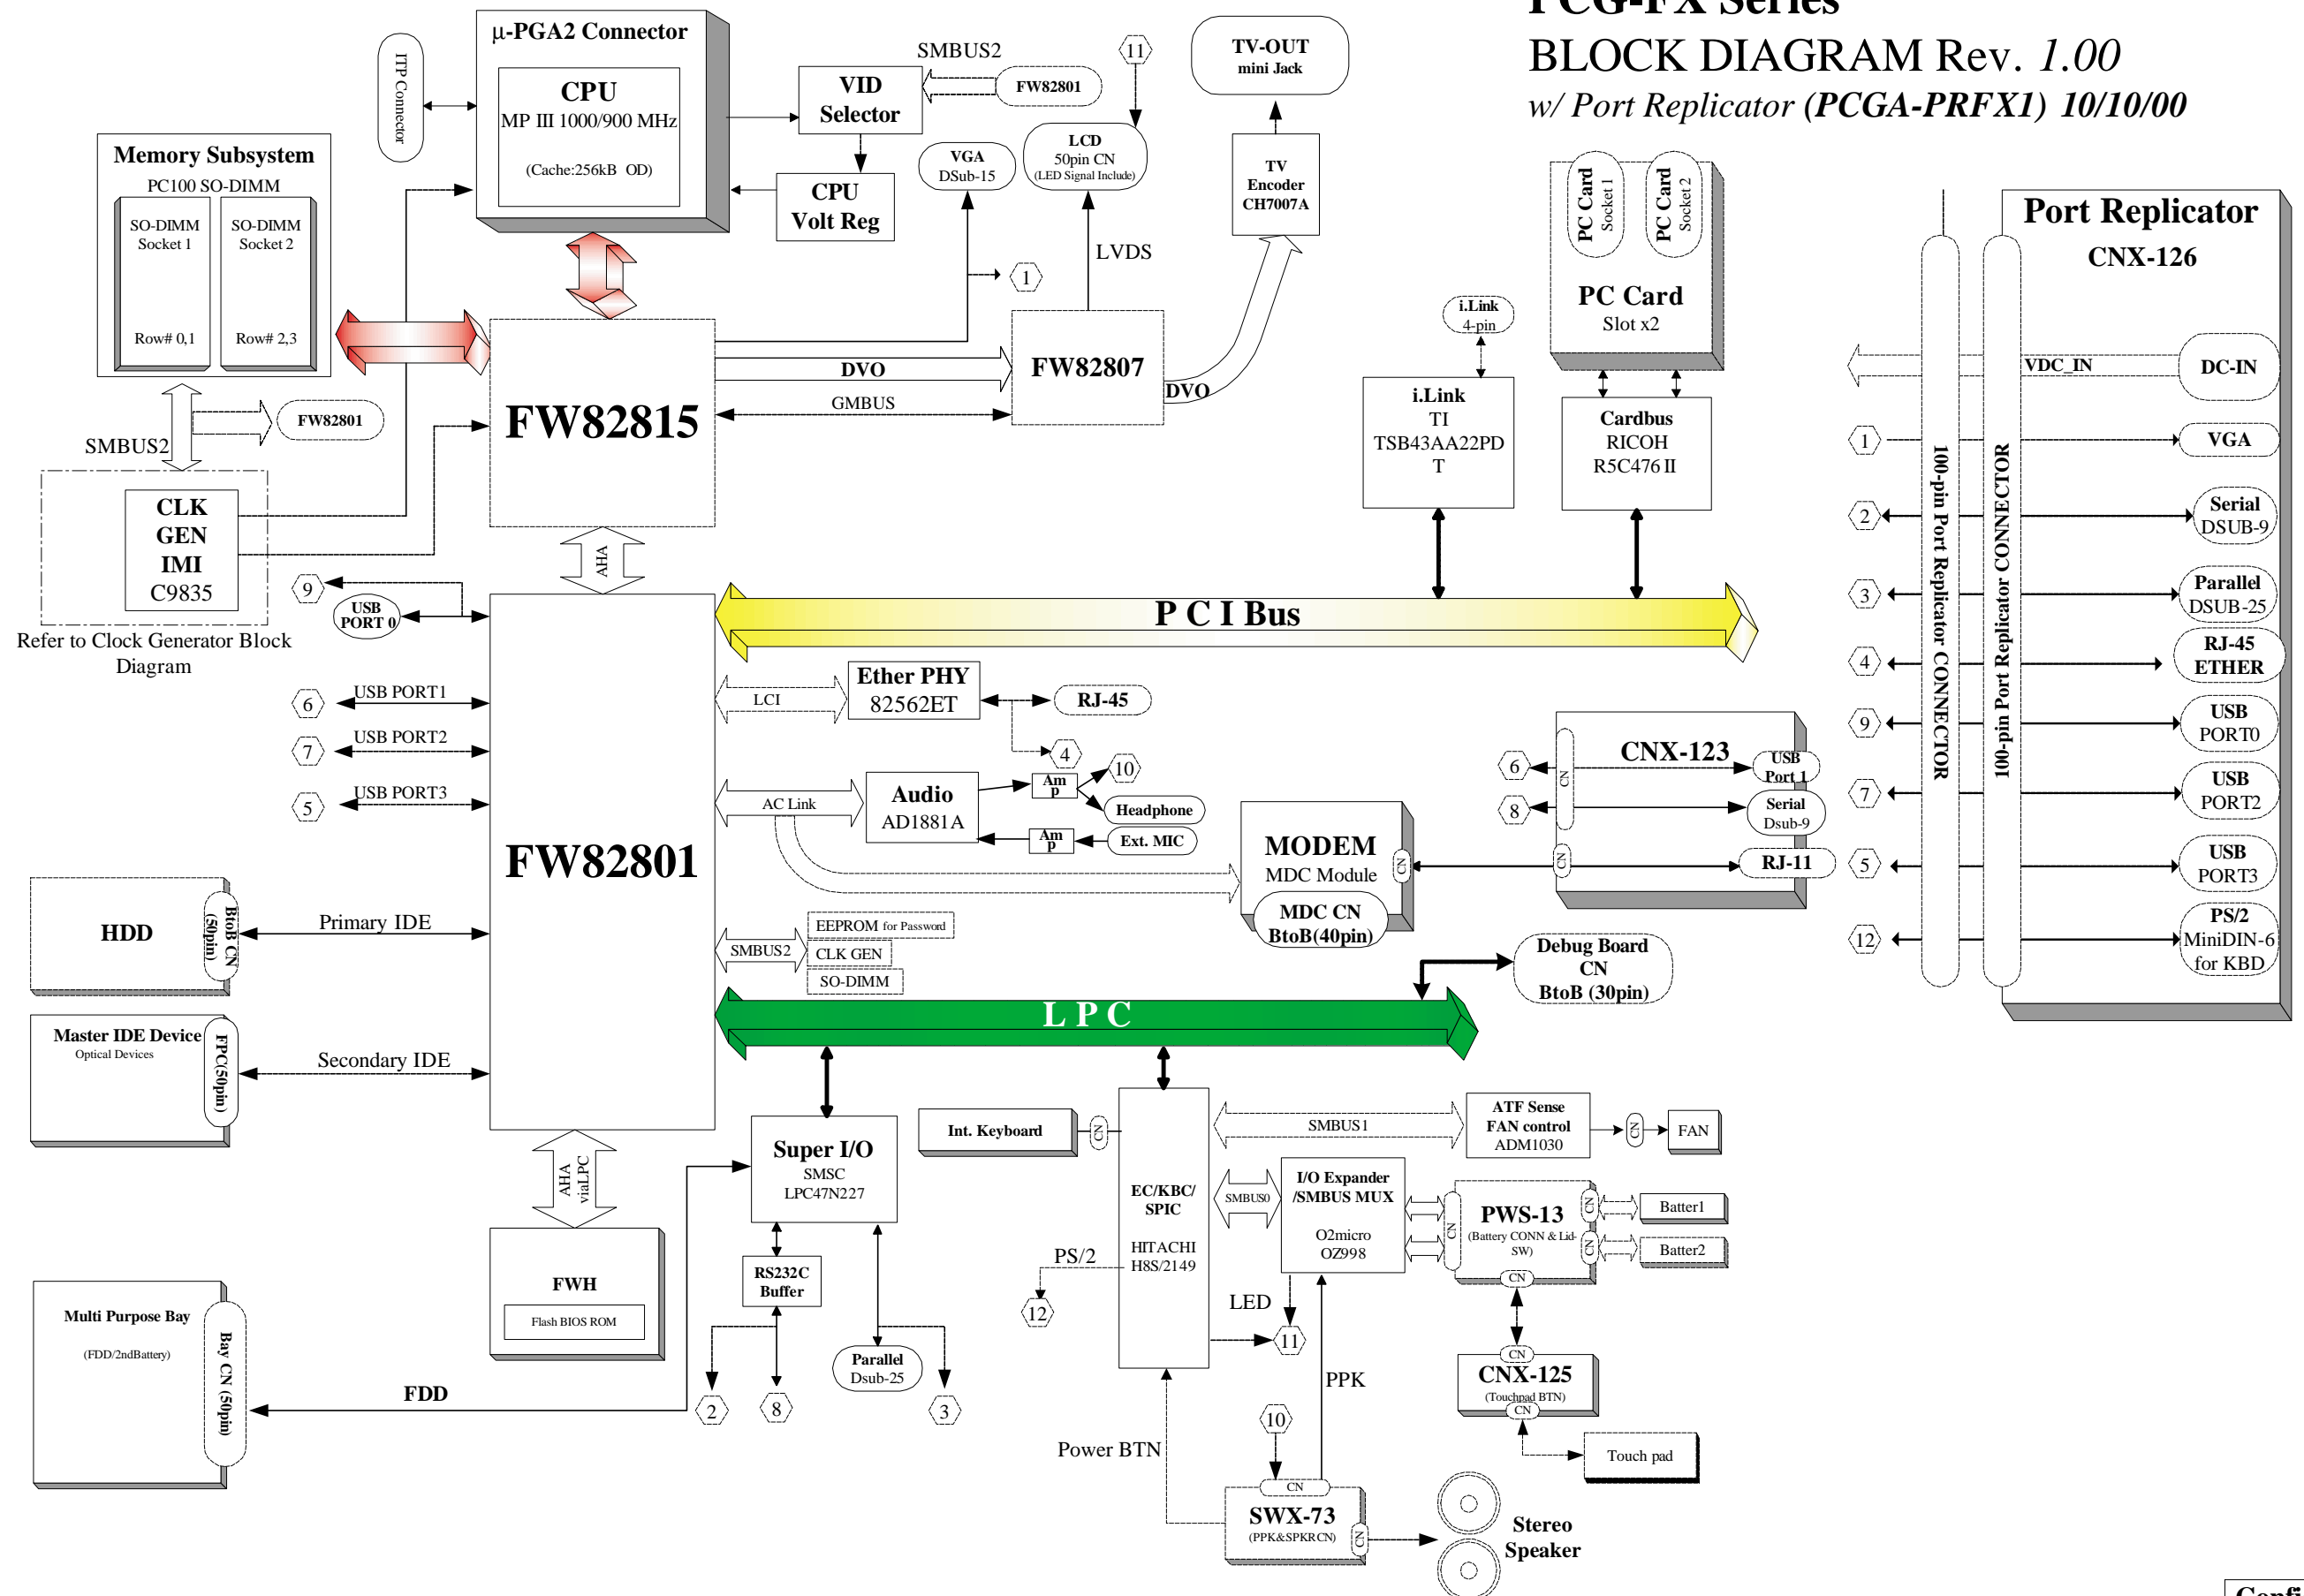 PCG-FX Series
BLOCK DIAGRAM Rev. 1.00
w/ Port Replicator (PCGA-PRFX1) 10/10/00
µ-PGA2 Connector
CPU
MP III 1000/900 MHz
(Cache:256kB OD)
ITP Connector
VID
Selector
SMBUS2
FW82801
CPU
Volt Reg
VGA
DSub-15
11
LCD
50pin CN
(LED Signal Include)
TV-OUT
mini Jack
TV
Encoder
CH7007A
LVDS
1
Memory Subsystem
PC100 SO-DIMM
SO-DIMM
Socket 1
Row# 0,1
SO-DIMM
Socket 2
Row# 2,3
SMBUS2
FW82801
CLK
GEN
IMI
C9835
Refer to Clock Generator Block
Diagram
FW82815
DVO
GMBUS
FW82807
DVO
AHA
i.Link
4-pin
i.Link
TI
TSB43AA22PD
T
PC Card
Socket 1
PC Card
Socket 2
PC Card
Slot x2
Cardbus
RICOH
R5C476 II
P C I Bus
Port Replicator
CNX-126
100-pin Port Replicator CONNECTOR
100-pin Port Replicator CONNECTOR
VDC_IN
DC-IN
1
VGA
2
Serial
DSUB-9
3
Parallel
DSUB-25
4
RJ-45
ETHER
9
USB
PORT0
7
USB
PORT2
5
USB
PORT3
12
PS/2
MiniDIN-6
for KBD
9
USB
PORT 0
6
USB PORT1
7
USB PORT2
5
USB PORT3
FW82801
LCI
Ether PHY
82562ET
RJ-45
4
AC Link
Audio
AD1881A
Am
p
10
Headphone
Am
p
Ext. MIC
MODEM
MDC Module
MDC CN
BtoB(40pin)
CN
CNX-123
CN
CN
6
USB
Port 1
8
Serial
Dsub-9
RJ-11
SMBUS2
EEPROM for Password
CLK GEN
SO-DIMM
Debug Board
CN
BtoB (30pin)
L P C
HDD
BtoB CN
(50pin)
Primary IDE
Master IDE Device
Optical Devices
FPC(50pin)
Secondary IDE
AHA
viaLPC
FWH
Flash BIOS ROM
Multi Purpose Bay
(FDD/2ndBattery)
Bay CN (50pin)
FDD
Super I/O
SMSC
LPC47N227
RS232C
Buffer
2
8
Parallel
Dsub-25
3
Int. Keyboard
CN
EC/KBC/
SPIC
HITACHI
H8S/2149
PS/2
12
SMBUS1
ATF Sense
FAN control
ADM1030
CN
FAN
SMBUS0
I/O Expander
/SMBUS MUX
O2micro
OZ998
CN
PWS-13
(Battery CONN & Lid-
SW)
CN
CN
CN
Batter1
Batter2
LED
11
PPK
Power BTN
10
CN
SWX-73
(PPK&SPKRCN)
CN
Stereo
Speaker
CN
CNX-125
(Touchpad BTN)
CN
Touch pad